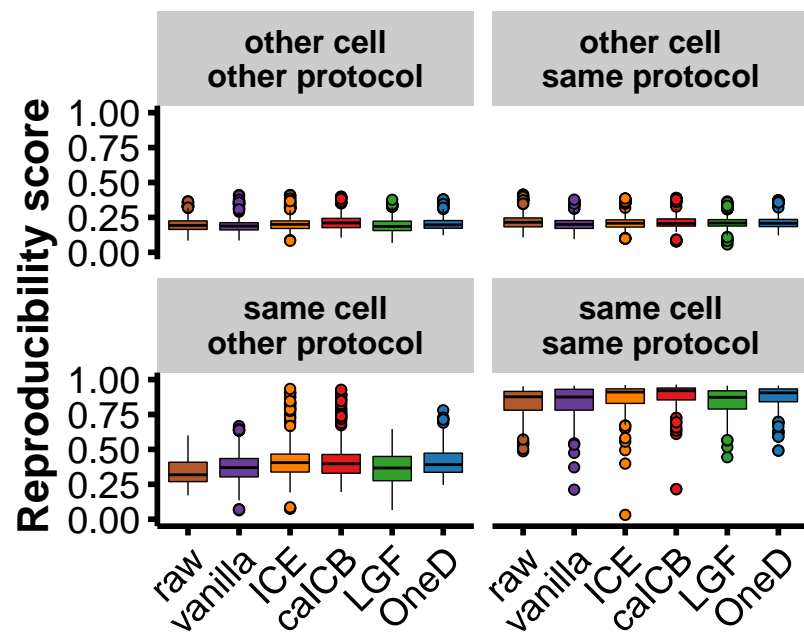 other cell
other protocol
other cell
same protocol
Reproducibility score
1.00
0.75
0.50
0.25
0.00
same cell
other protocol
same cell
same protocol
1.00
0.75
0.50
0.25
0.00
raw
vanilla
ICE
caICB
LGF
OneD
raw
vanilla
ICE
caICB
LGF
OneD